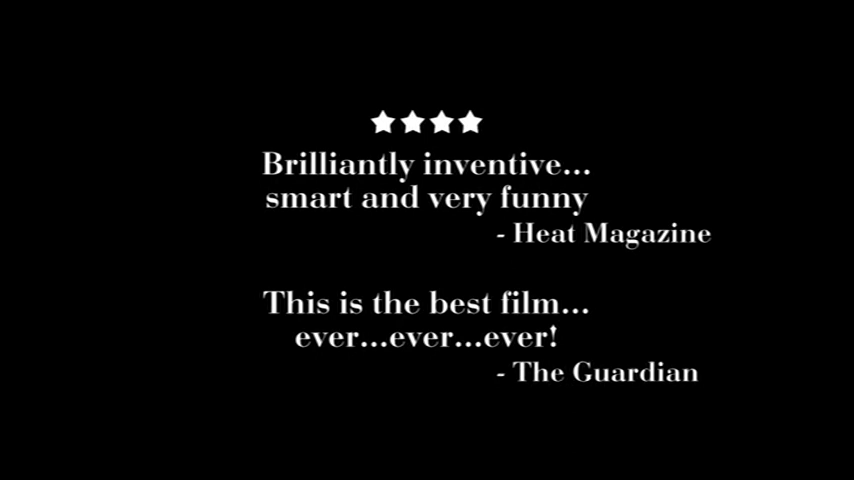 ★★★★
Brilliantly inventive...
smart and very funny
- Heat Magazine
This is the best film...
ever...ever...ever!
- The Guardian